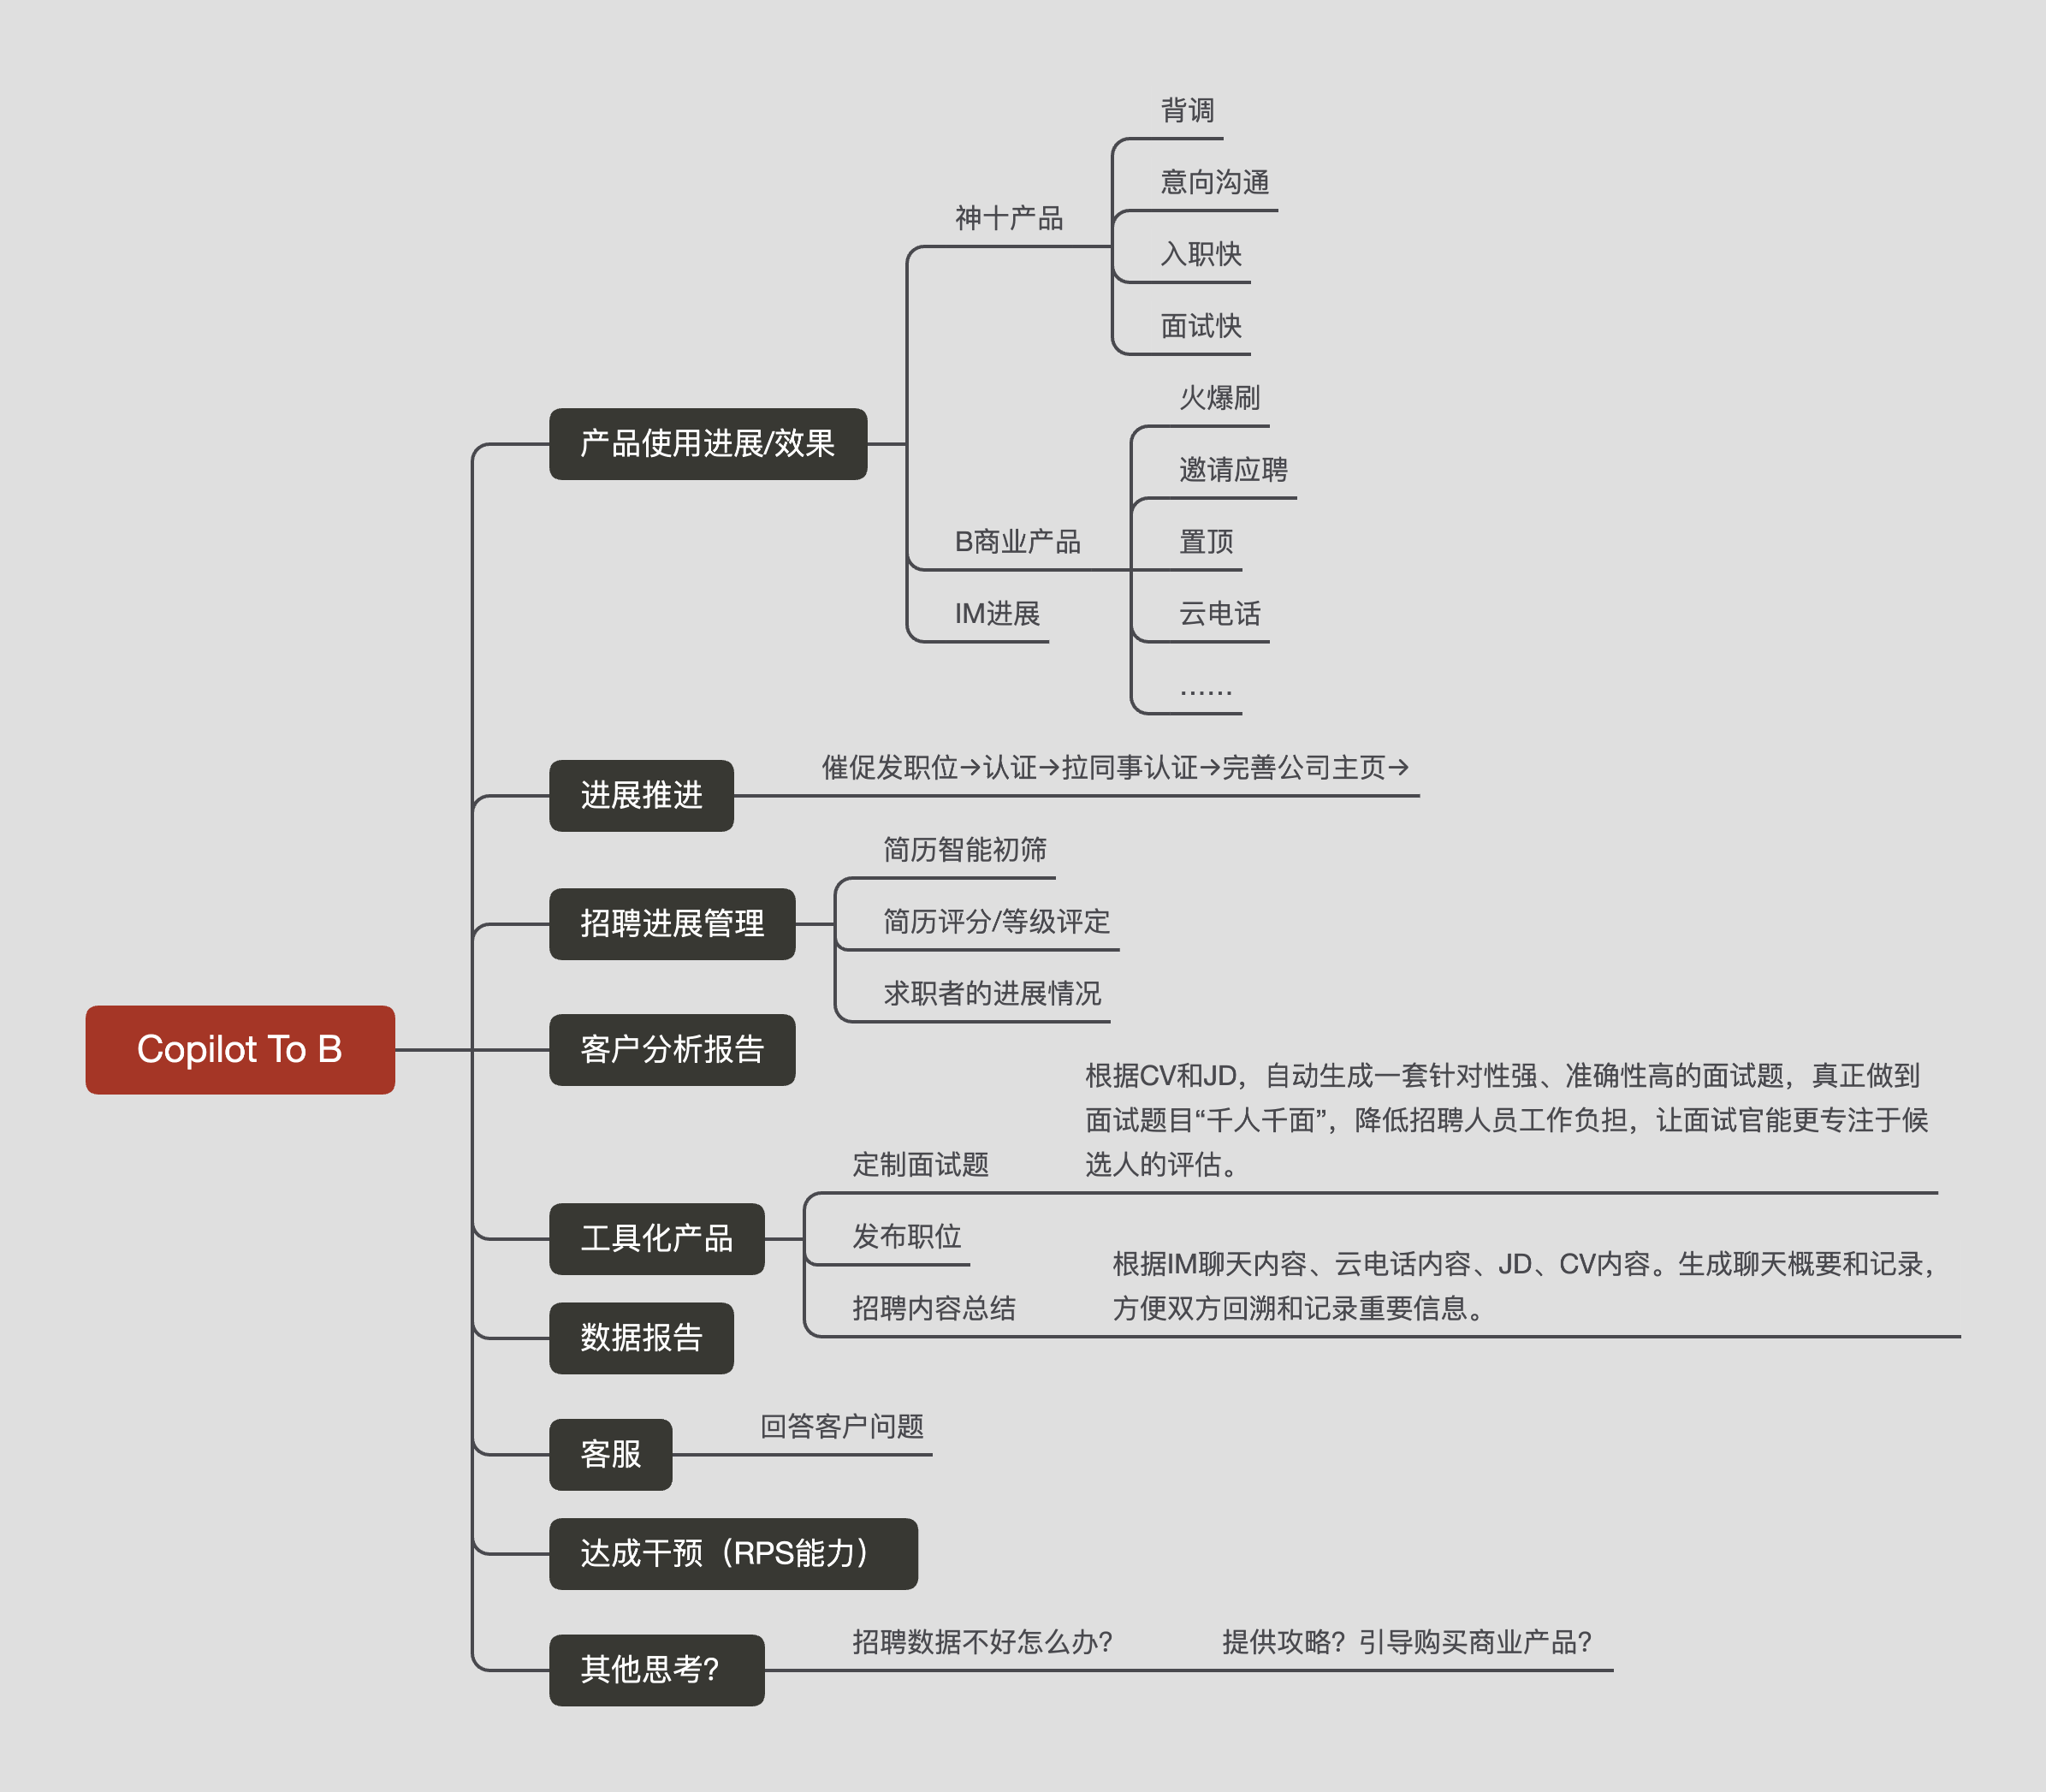 背调
意向沟通
神十产品
入职快
面试快
火爆刷
产品使用进展/效果
邀请应聘
B商业产品
置顶
IM进展
云电话
……
催促发职位→认证→拉同事认证→完善公司主页→
进展推进
简历智能初筛
招聘进展管理
简历评分/等级评定
求职者的进展情况
Copilot To B
客户分析报告
根据CV和JD，自动生成一套针对性强、准确性高的面试题，真正做到
面试题目“千人千面”，降低招聘人员工作负担，让面试官能更专注于候
选人的评估。
定制面试题
工具化产品
发布职位
根据IM聊天内容、云电话内容、JD、CV内容。生成聊天概要和记录，
方便双方回溯和记录重要信息。
招聘内容总结
数据报告
回答客户问题
客服
达成干预（RPS能力）
招聘数据不好怎么办？
提供攻略？引导购买商业产品？
其他思考？